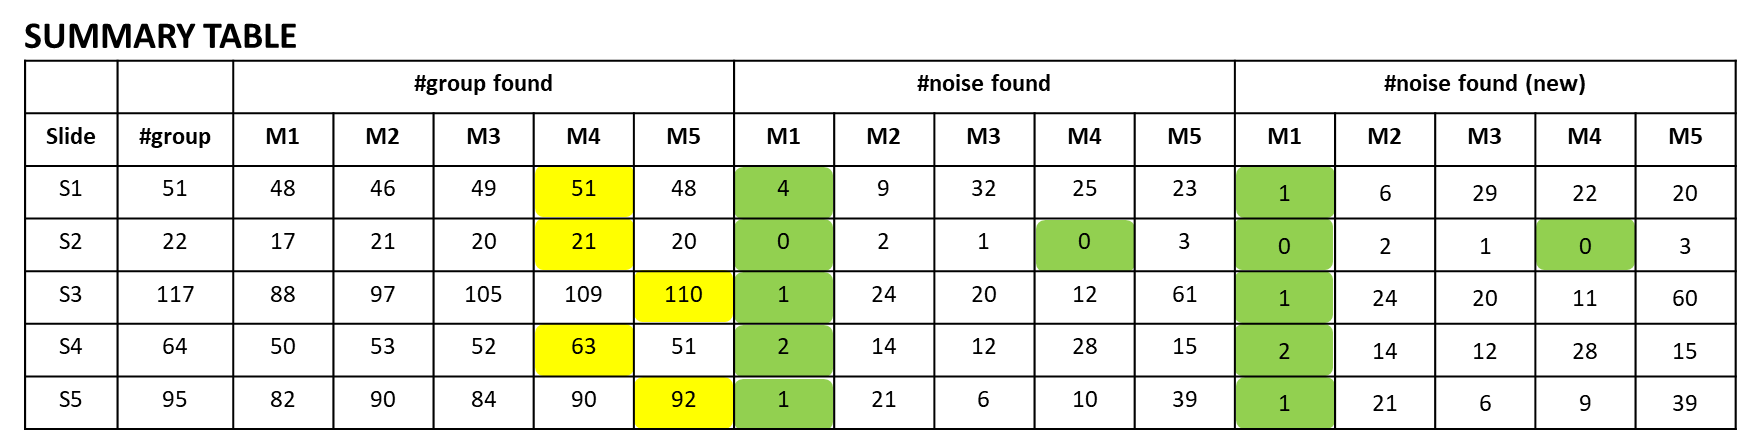 SUMMARY TABLE
#group found #noise found #noise found (new)
Slide #group M1 M2 M3 M4 M5 M1 M2 M3 M4 M5 M1 M2 M3 M4 M5
S1 51 48 46 49 51 48 4 9 32 25 23 1 6 29 22 20
S2 22 17 21 20 21 20 0 2 1 0 3 0 2 1 0 3
S3 117 88 97 105 109 110 1 24 20 12 61 1 24 20 11 60
S4 64 50 53 52 63 51 2 14 12 28 15 2 14 12 28 15
S5 95 82 90 84 90 92 1 21 6 10 39 1 21 6 9 39